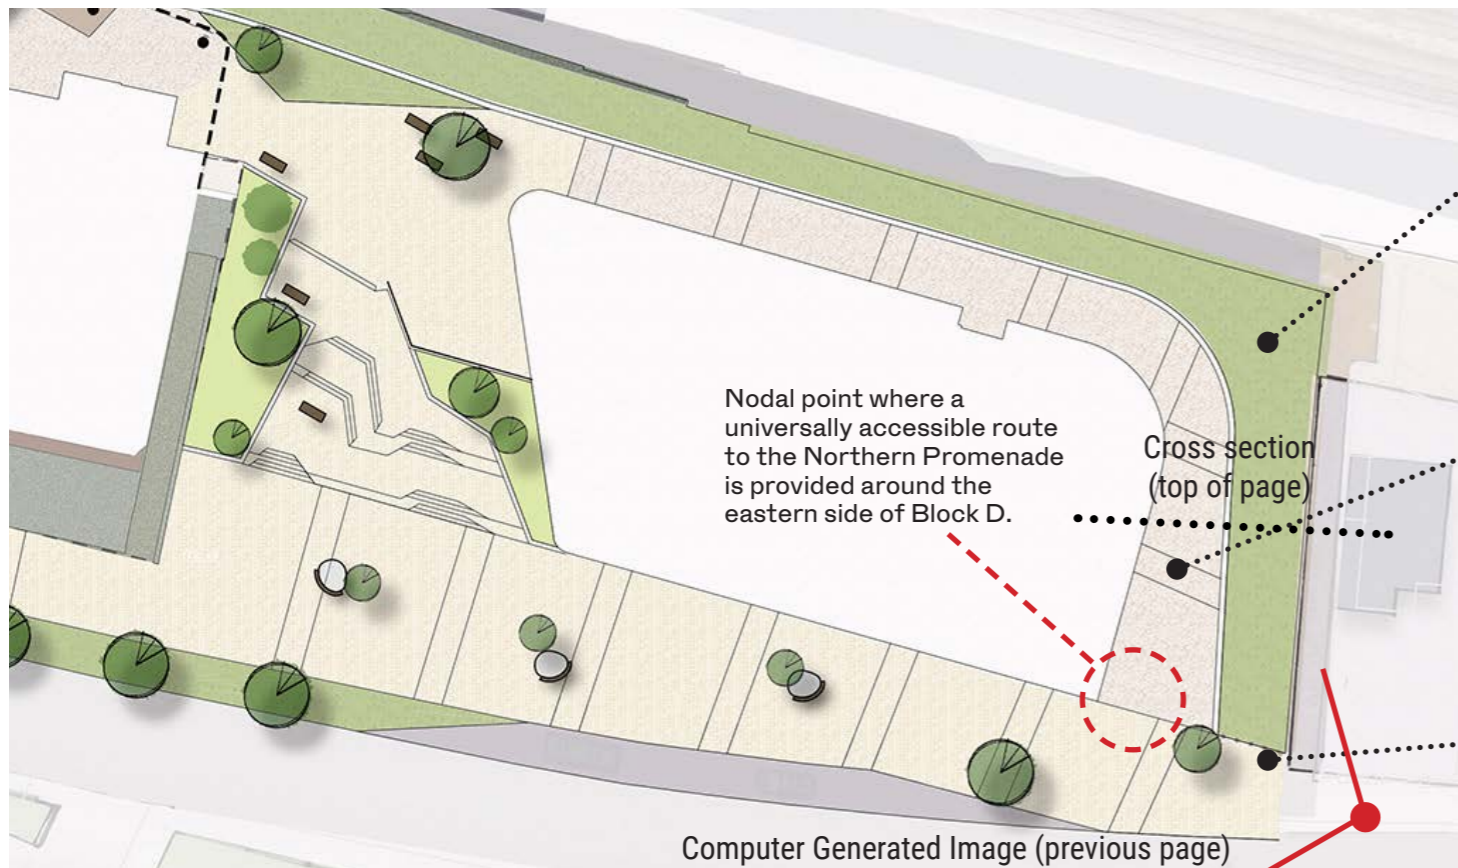 Nodal point where a
universally accessible route
to the Northern Promenade
is provided around the
eastern side of Block D.
Cross section
(top of page)
Computer Generated Image (previous page)